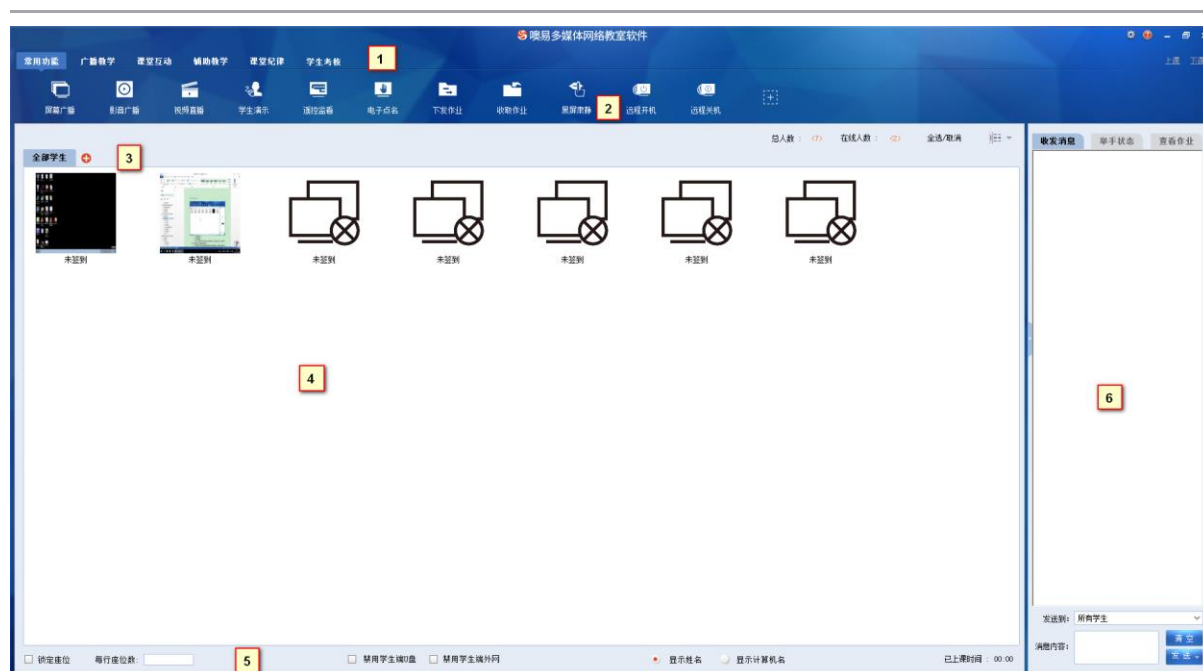 噢易多媒体网络教室软件
常用功能 广播教学 课堂互动 辅助教学 课堂纪律 学生考核 1 上课
屏幕广播 影音广播 视频直播 学生演示 遥控监看 电子点名 下发作业 收取作业 黑屏肃静 2 远程开机 远程关机
总人数: (7) 在线人数: (2) 全选/取消
收发消息 举手状态 查看作业
全部学生 3
未签到 未签到 未签到 未签到 未签到 未签到 未签到
4
6
发送到: 所有学生
消息内容: 清空
发送
锁定座位 每行座位数: 5 禁用学生端U盘 禁用学生端外网 显示姓名 显示计算机名 已上课时间 : 00:00